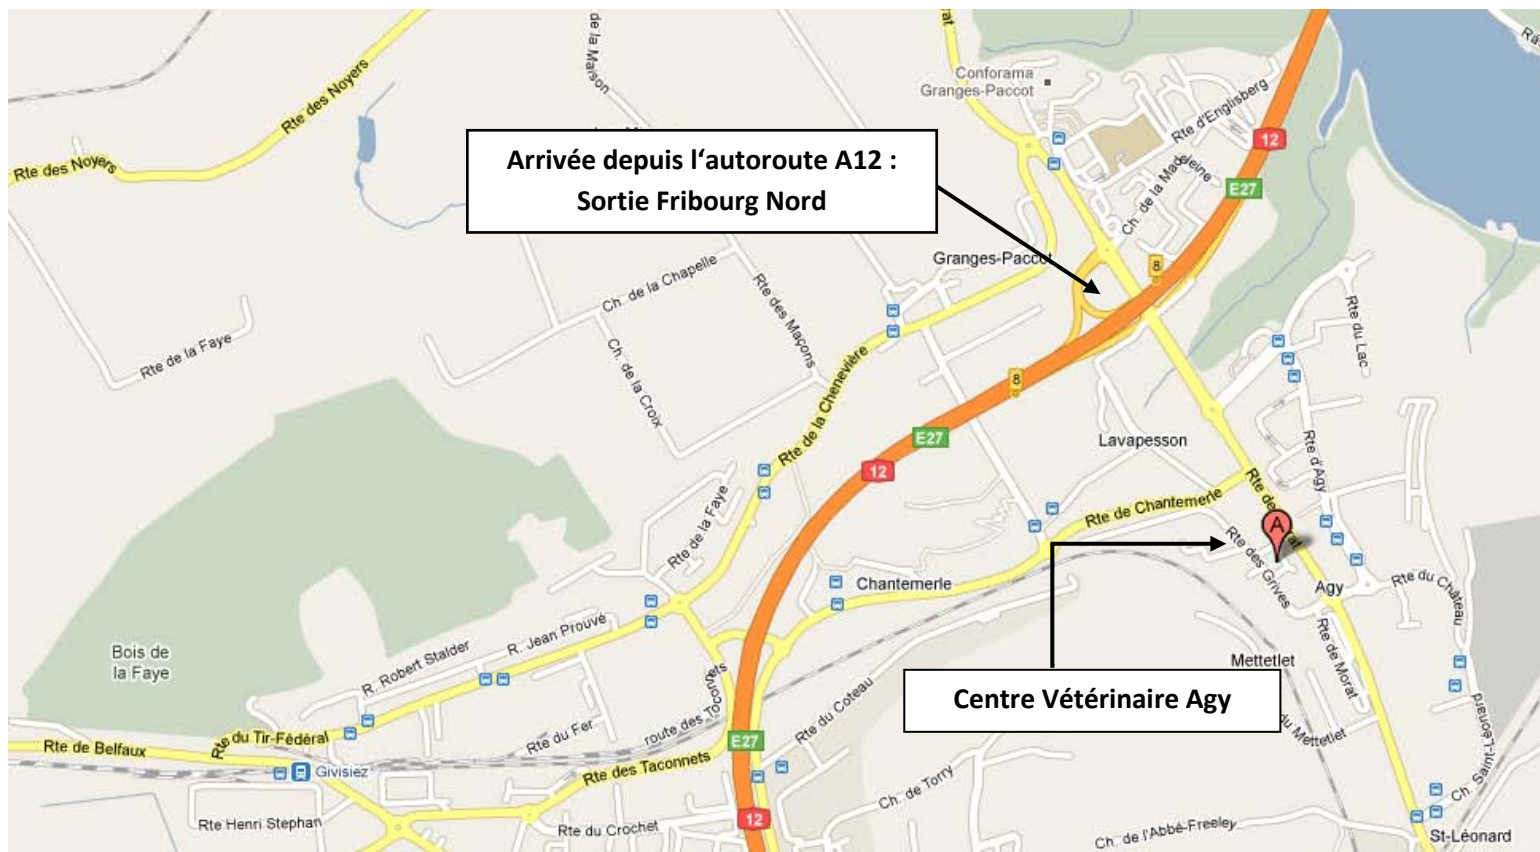 de la Maison
Rte des Noyers
Rte des Noyers
Conforama
Granges-Paccot
Rte d'Englisberg
12
E27
Arrivée depuis l‘autoroute A12 :
Sortie Fribourg Nord
Ch. de la Madeleine
Granges-Paccot
8
Ch. de la Chapelle
Rte des Maçons
Rte de la Faye
Ch. de la Croix
Rte de la Chenevière
Rte du Lac
8
E27
12
Lavapesson
Rte d'Agy
Rte de la Faye
Rte de Chantemerle
A
Rte des Grives
Chantemerle
Agy
Rte du Château
Bois de
la Faye
R. Robert Stalder
R. Jean Prouvé
Mettetlet
Rte de Morat
Centre Vétérinaire Agy
du Mettetlet
Ch. Saint-Léonard
Rte du Coteau
route des Taconnets
Rte du Fer
Rte du Tir-Fédéral
Rte de Belfaux
E27
Givisiez
Rte des Taconnets
Ch. de Torry
Rte Henri Stephan
Rte du Crochet
12
Ch. de l'Abbé-Freeley
St-Léonard